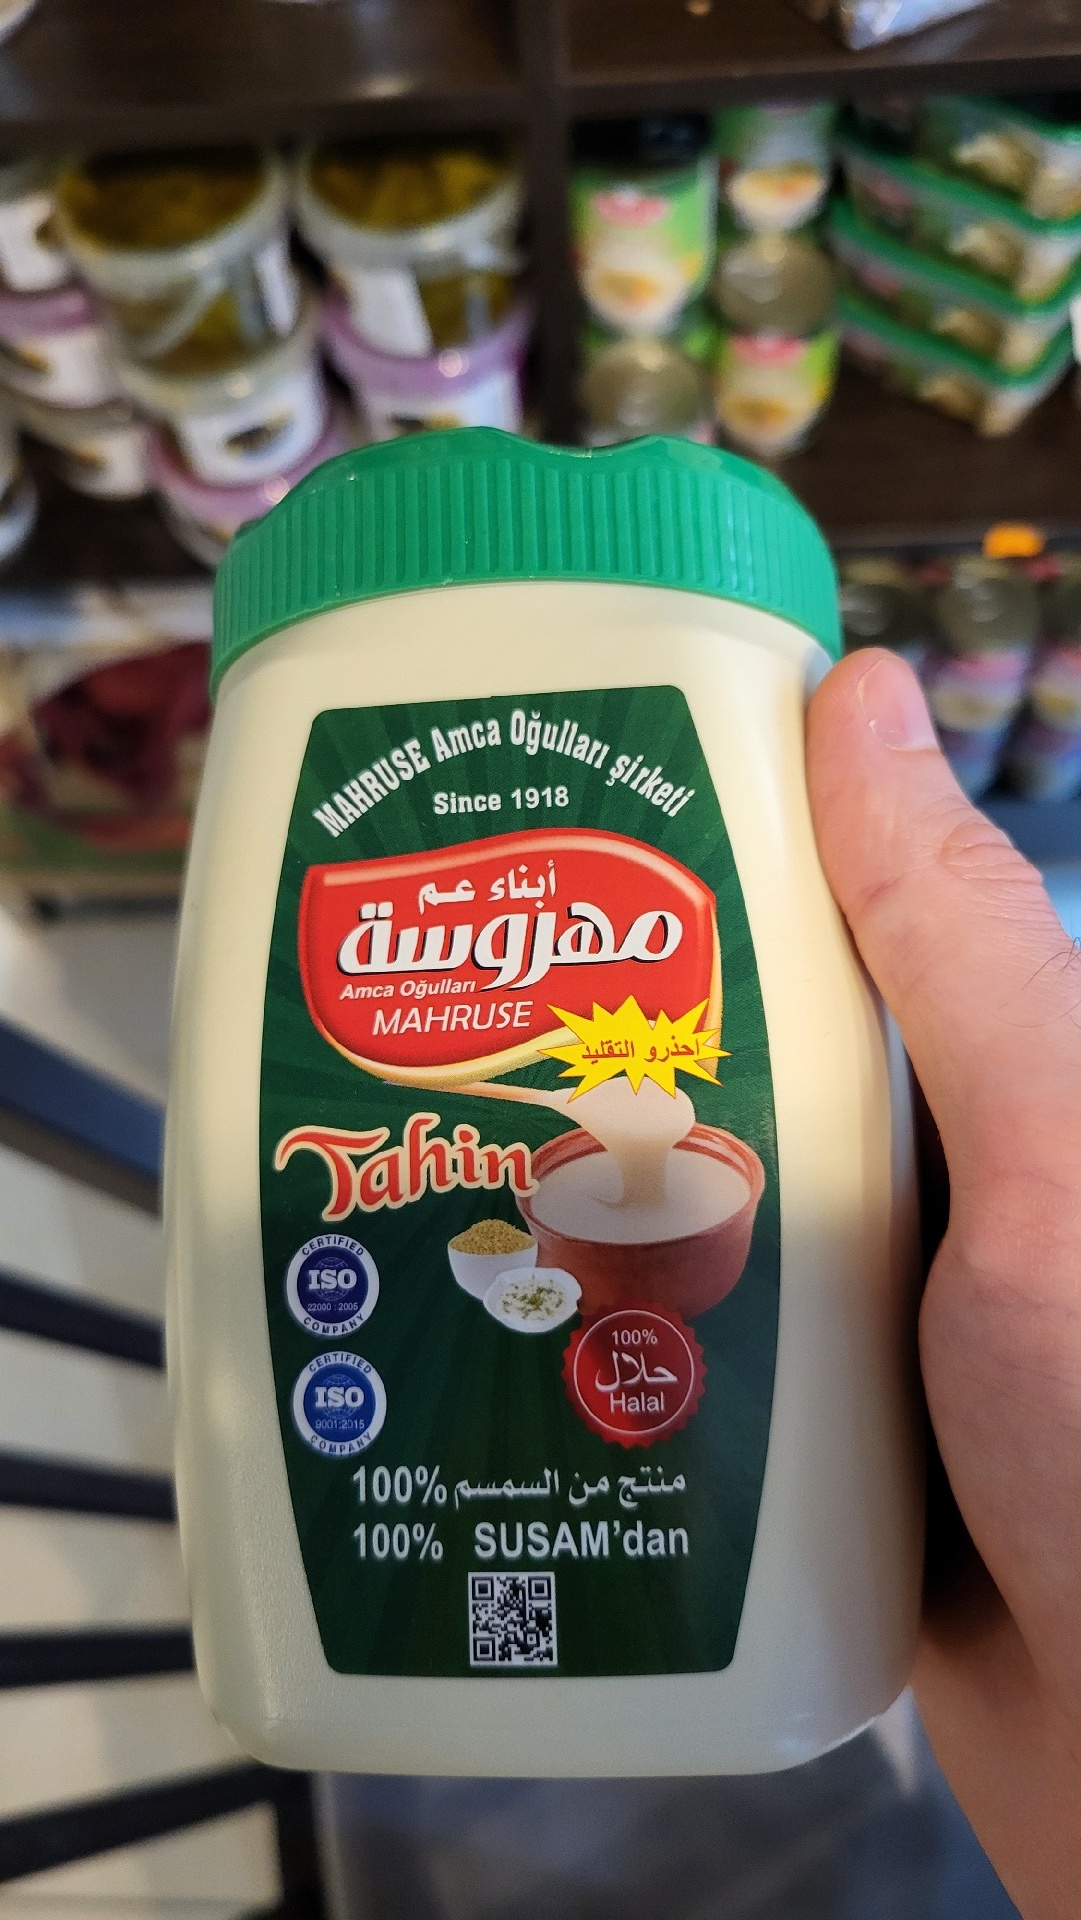 MAHRUSE Amca Oğulları şirketi
Since 1918
أبناء عم
مهروسة
Amca Oğulları
MAHRUSE
احذرو التقليد
Tahin
CERTIFIED
ISO
22000 : 2005
COMPANY
CERTIFIED
ISO
9001:2015
COMPANY
100%
حلال
Halal
100% منتج من السمسم
100% SUSAM'dan